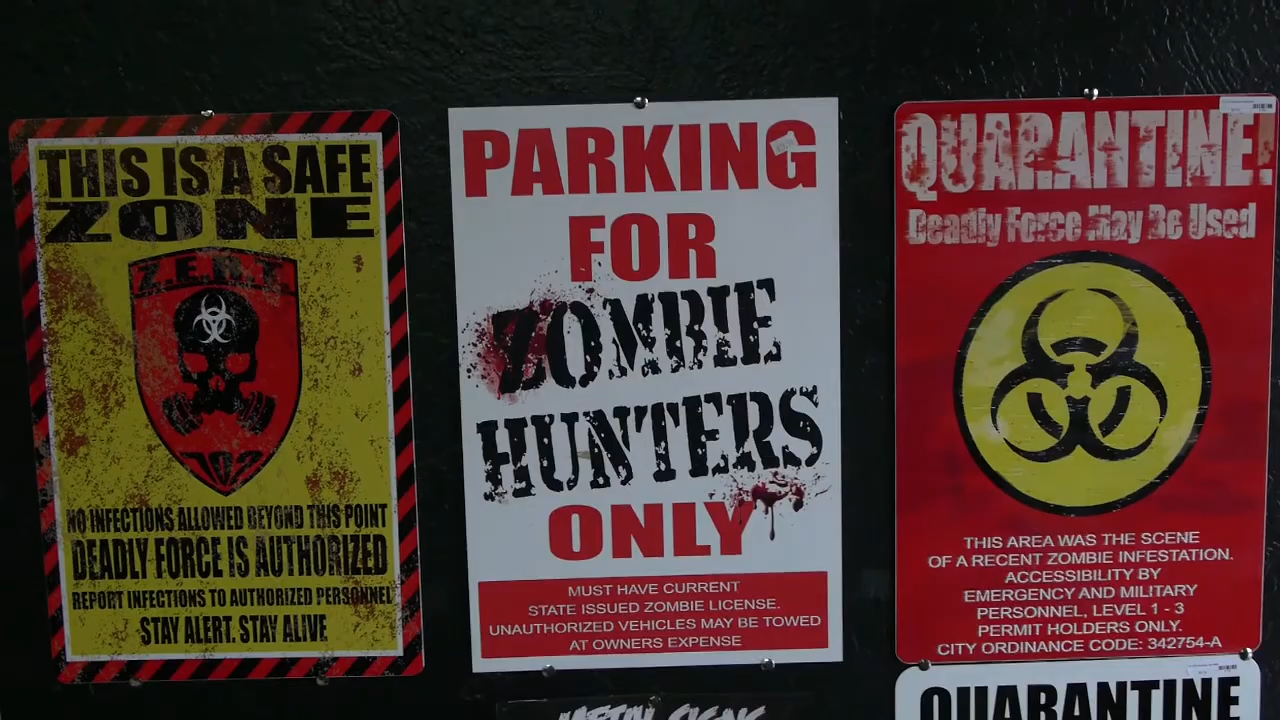 THIS IS A SAFE
ZONE
Z.E.R.T.
702
NO INFECTIONS ALLOWED BEYOND THIS POINT
DEADLY FORCE IS AUTHORIZED
REPORT INFECTIONS TO AUTHORIZED PERSONNEL
STAY ALERT. STAY ALIVE
PARKING
FOR
ZOMBIE
HUNTERS
ONLY
MUST HAVE CURRENT
STATE ISSUED ZOMBIE LICENSE.
UNAUTHORIZED VEHICLES MAY BE TOWED
AT OWNERS EXPENSE
QUARANTINE!
Deadly Force May Be Used
THIS AREA WAS THE SCENE
OF A RECENT ZOMBIE INFESTATION.
ACCESSIBILITY BY
EMERGENCY AND MILITARY
PERSONNEL, LEVEL 1 - 3
PERMIT HOLDERS ONLY.
CITY ORDINANCE CODE: 342754-A
QUARANTINE